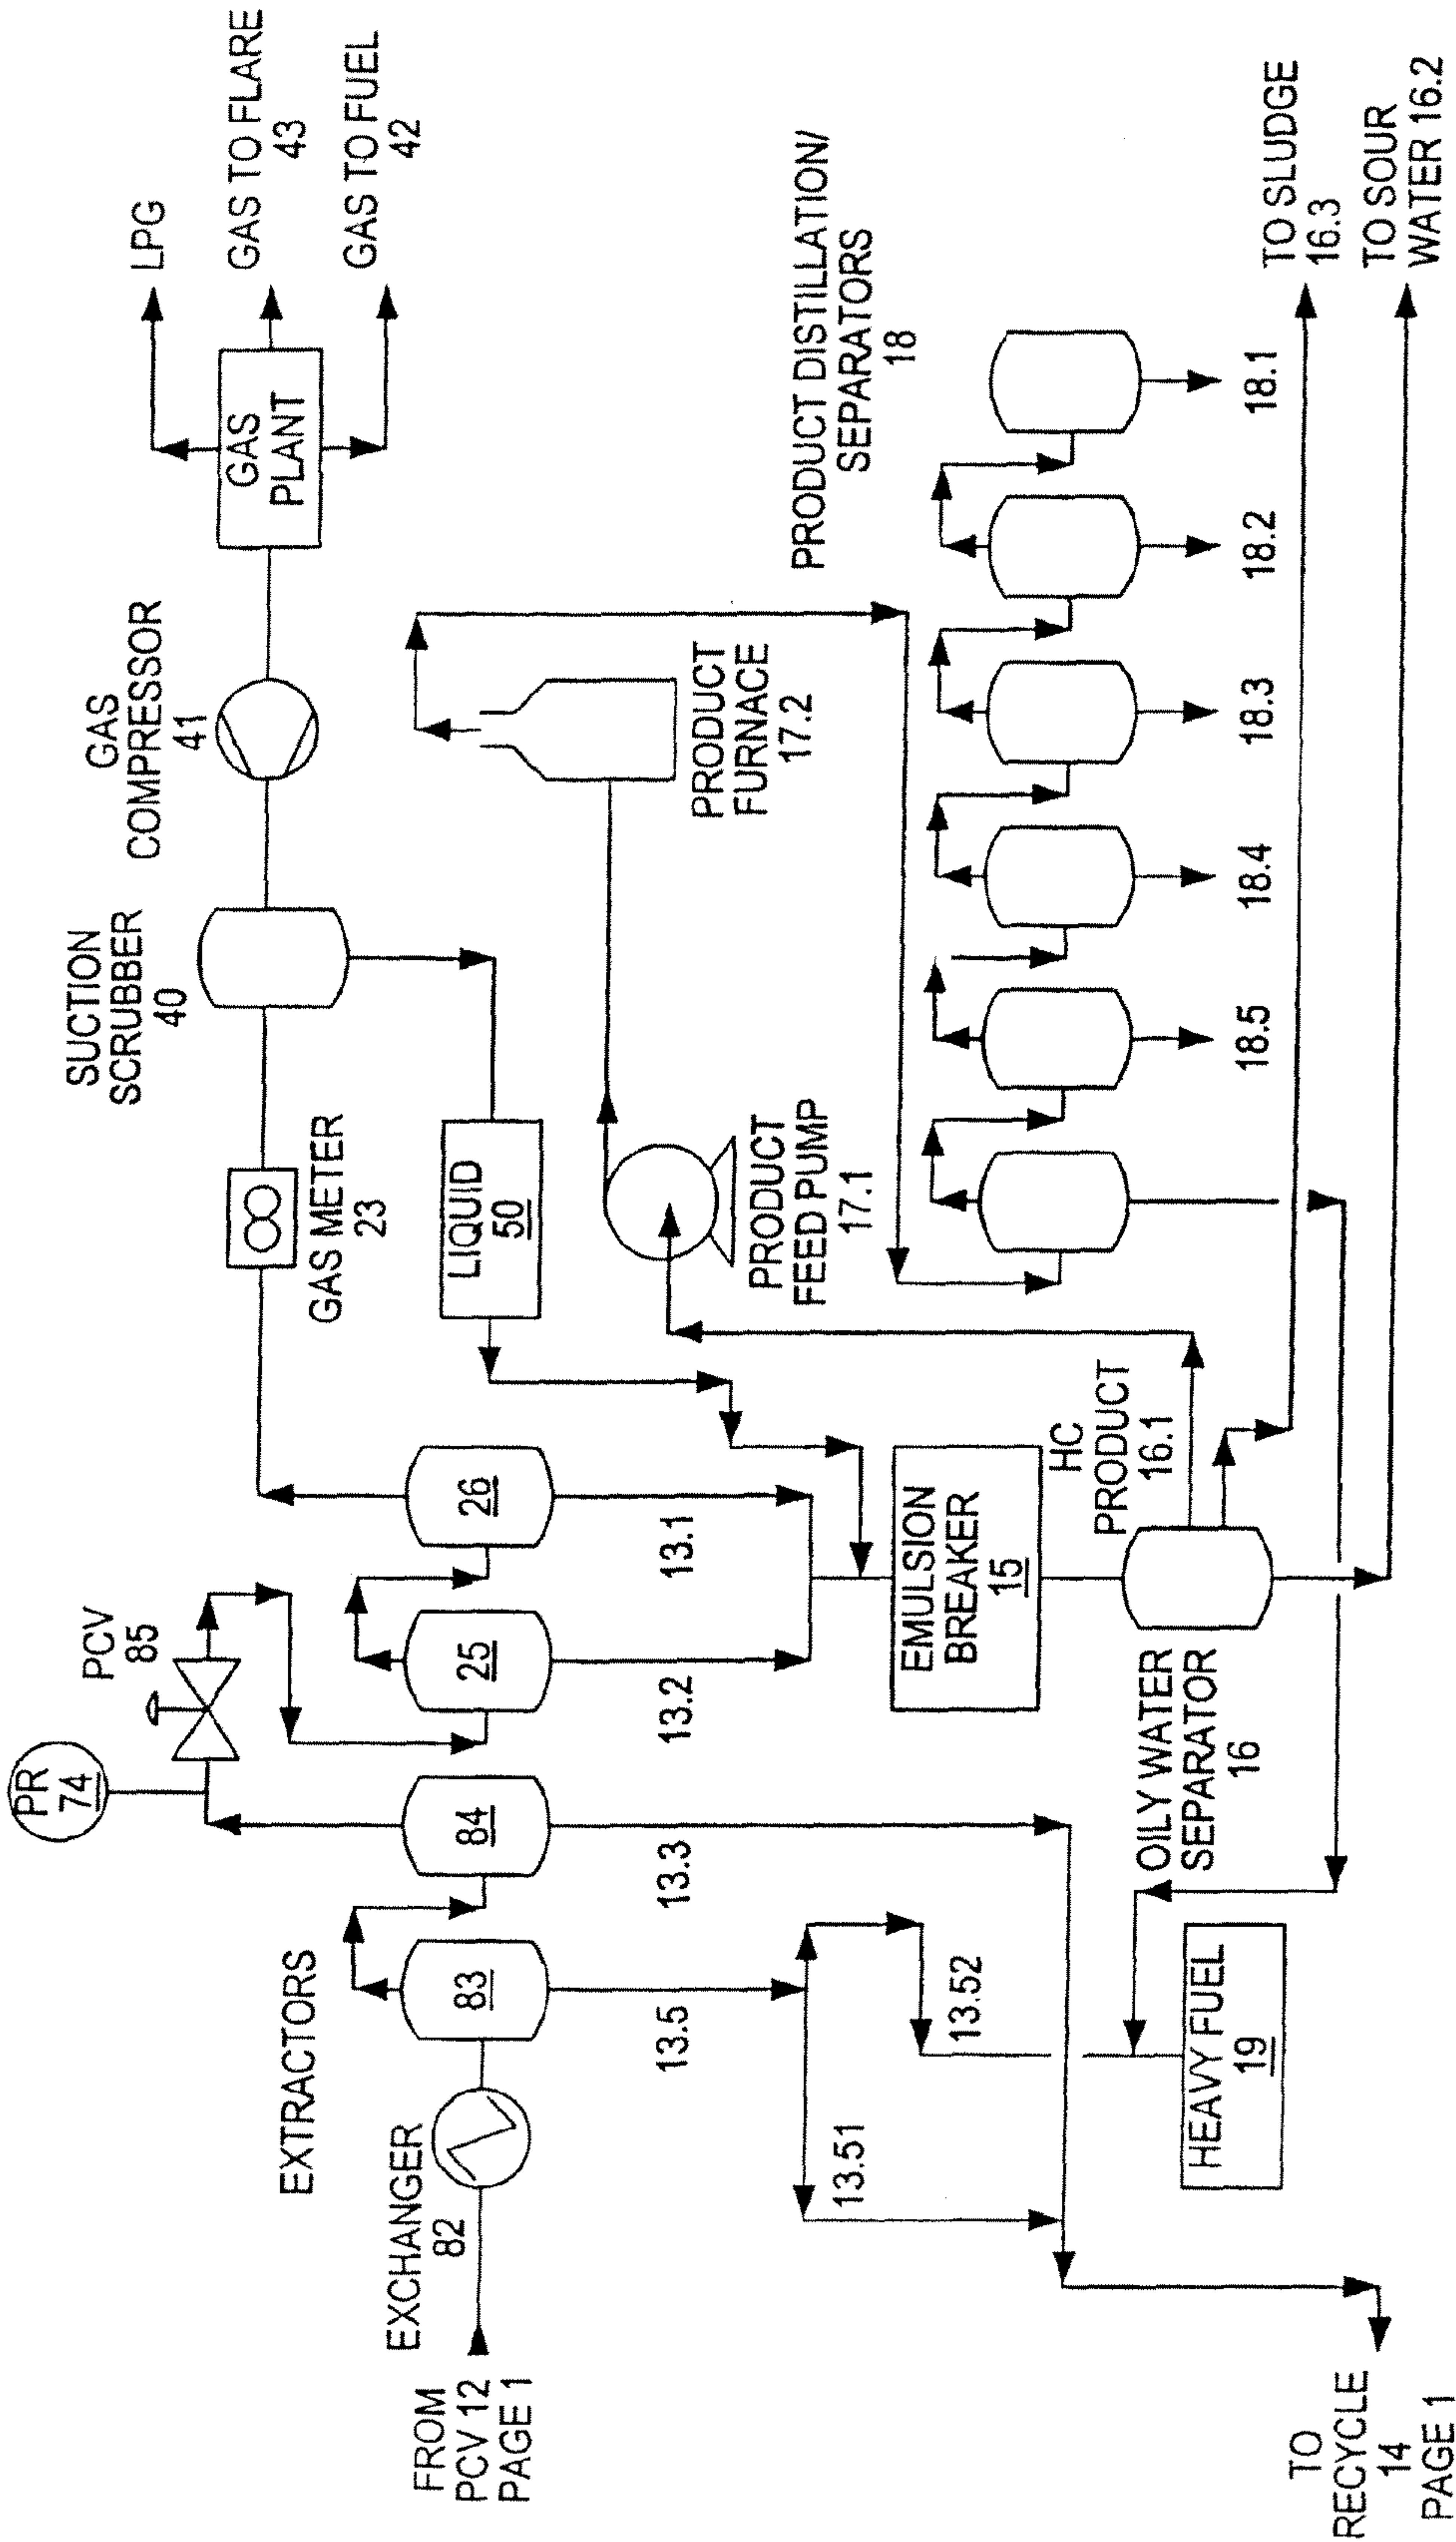 PR
74
PCV
85
SUCTION
SCRUBBER
40
GAS
COMPRESSOR
41
LPG
GAS TO FLARE
43
GAS TO FUEL
42
GAS
PLANT
EXTRACTORS
GAS METER
23
FROM
PCV 12
PAGE 1
EXCHANGER
82
83
84
25
26
LIQUID
50
13.5
13.3
13.2
13.1
PRODUCT
FURNACE
17.2
PRODUCT
FEED PUMP
17.1
PRODUCT DISTILLATION/
SEPARATORS
18
13.51
13.52
EMULSION
BREAKER
15
HC
PRODUCT
16.1
OILY WATER
SEPARATOR
16
HEAVY FUEL
19
18.5
18.4
18.3
18.2
18.1
TO SLUDGE
16.3
TO SOUR
WATER 16.2
TO
RECYCLE
14
PAGE 1